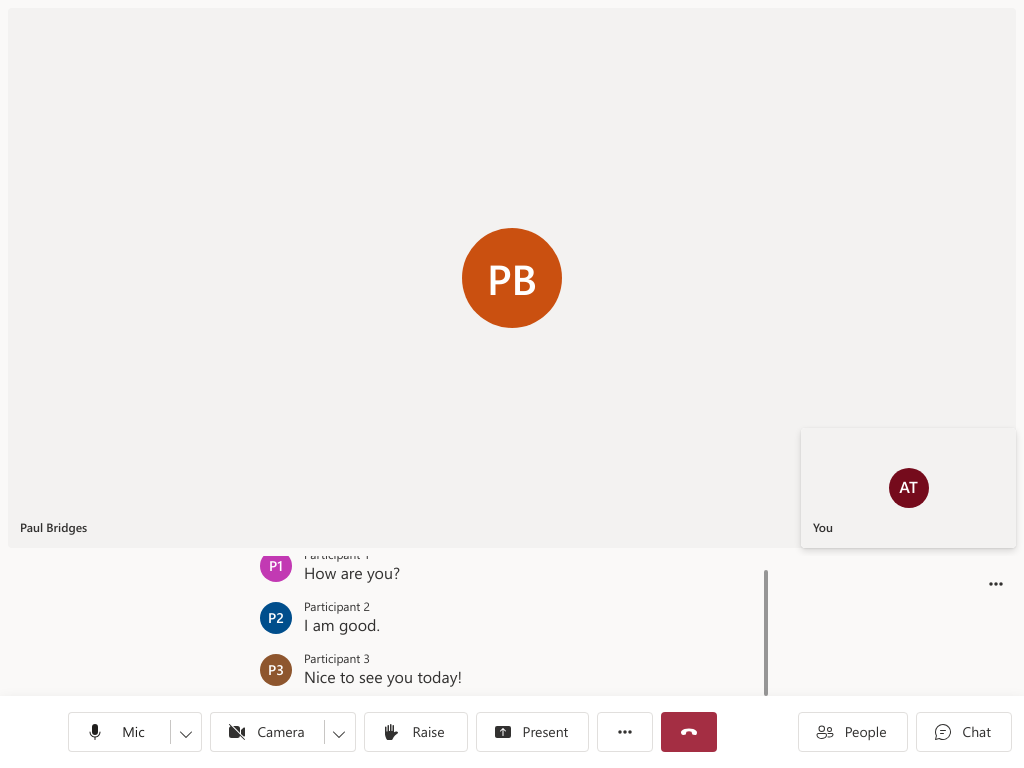 PB
Paul Bridges
AT
You
P1
Participant 1
How are you?
P2
Participant 2
I am good.
P3
Participant 3
Nice to see you today!
Mic
Camera
Raise
Present
People
Chat